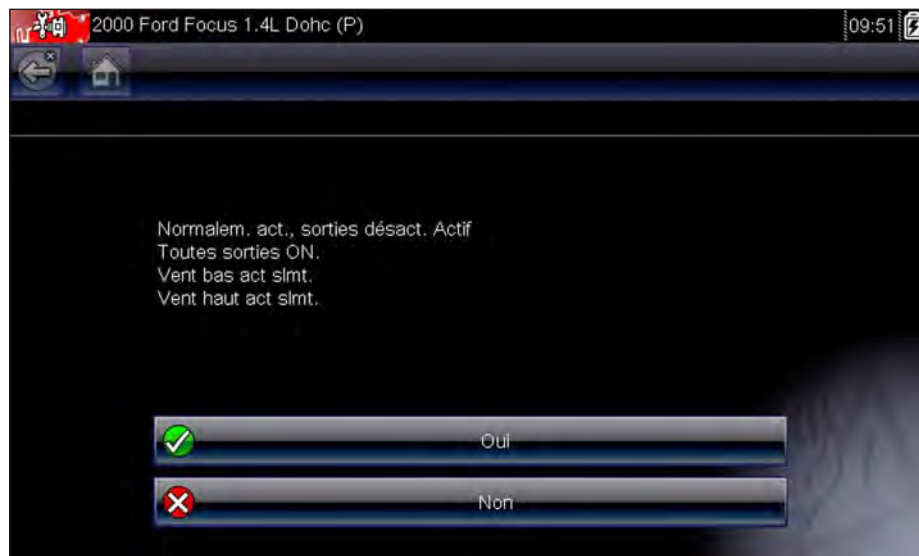 2000 Ford Focus 1.4L Dohc (P)
09:51
Normalem. act., sorties désact. Actif
Toutes sorties ON.
Vent bas act slmt.
Vent haut act slmt.
Oui
Non